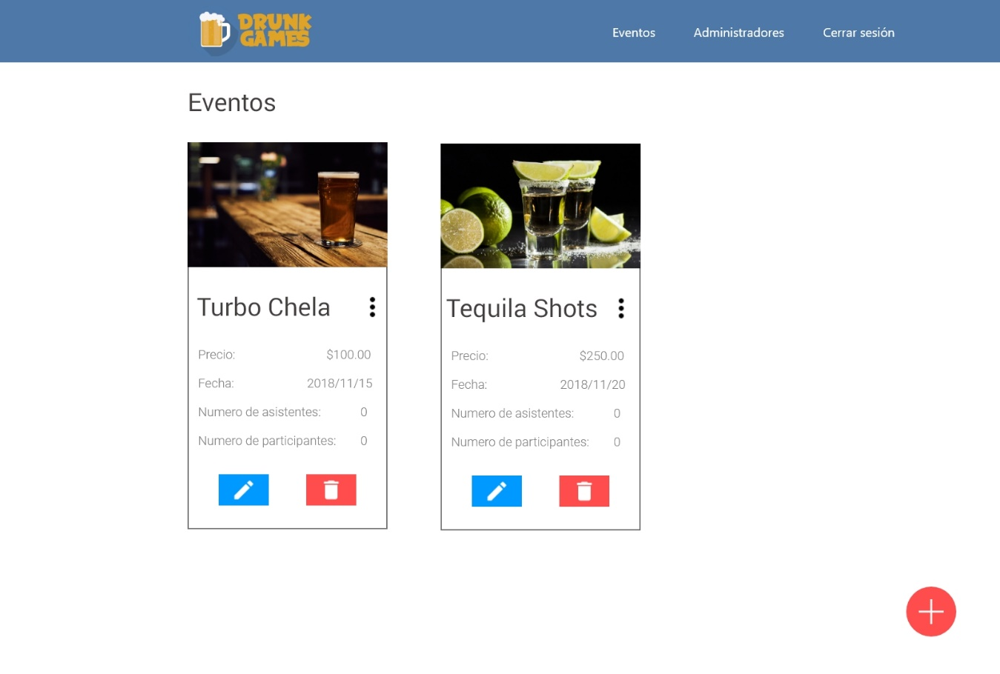 DRUNK
GAMES
Eventos
Administradores
Cerrar sesión
Eventos
Turbo Chela
Precio: $100.00
Fecha: 2018/11/15
Numero de asistentes: 0
Numero de participantes: 0
Tequila Shots
Precio: $250.00
Fecha: 2018/11/20
Numero de asistentes: 0
Numero de participantes: 0